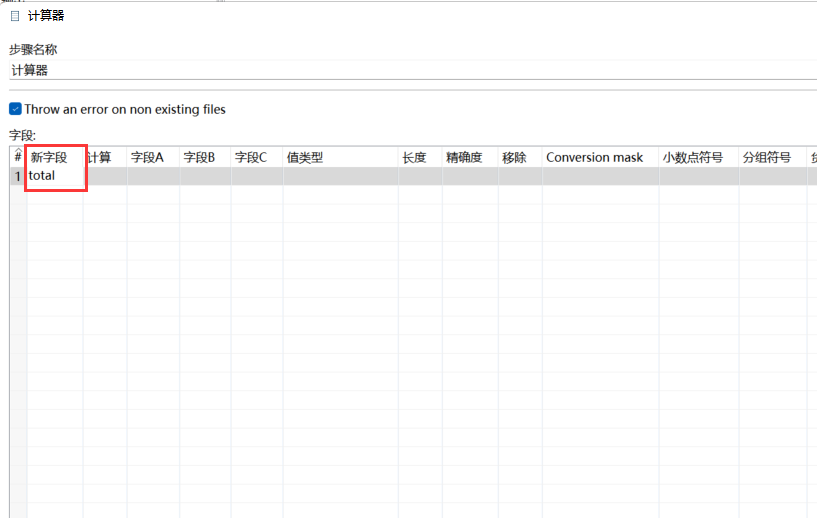 计算器
步骤名称
计算器
Throw an error on non existing files
字段:
# 新字段 计算 字段A 字段B 字段C 值类型 长度 精确度 移除 Conversion mask 小数点符号 分组符号
1 total